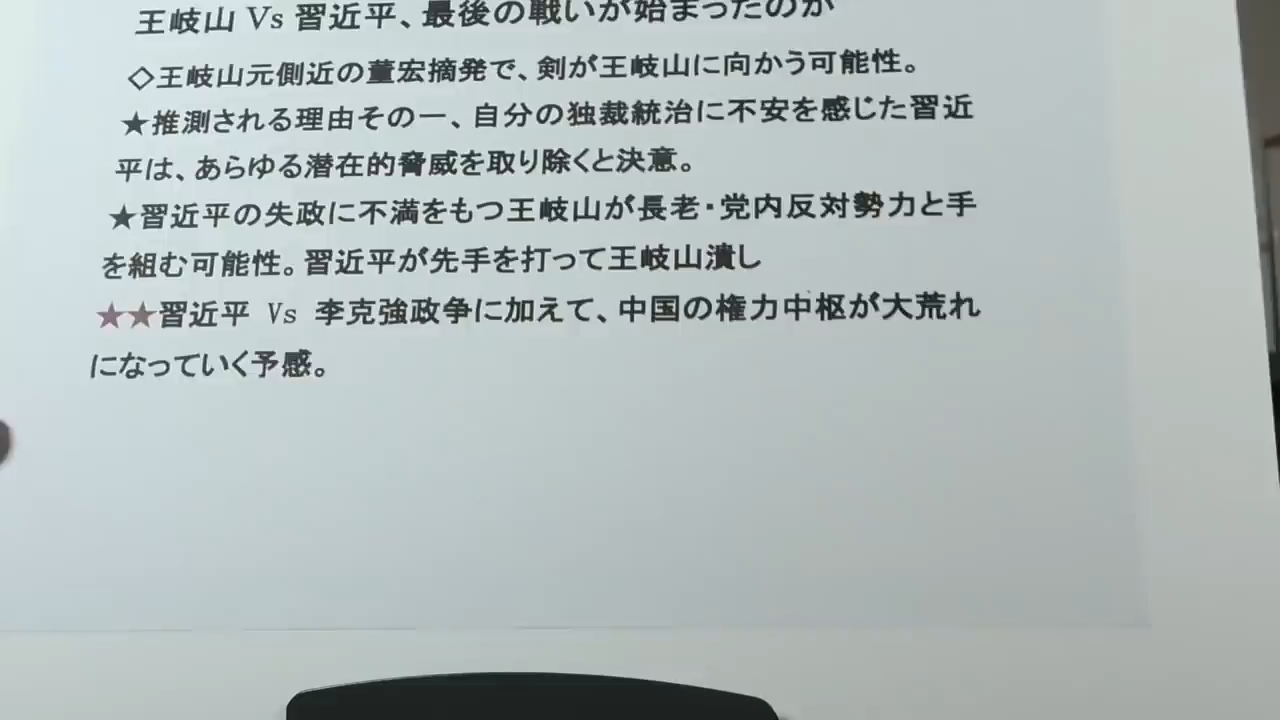 王岐山 Vs 習近平、最後の戦いが始まったのか
◇王岐山元側近の董宏摘発で、剣が王岐山に向かう可能性。
★推測される理由その一、自分の独裁統治に不安を感じた習近
平は、あらゆる潜在的脅威を取り除くと決意。
★習近平の失政に不満をもつ王岐山が長老・党内反対勢力と手
を組む可能性。習近平が先手を打って王岐山潰し
★★習近平 Vs 李克強政争に加えて、中国の権力中枢が大荒れ
になっていく予感。